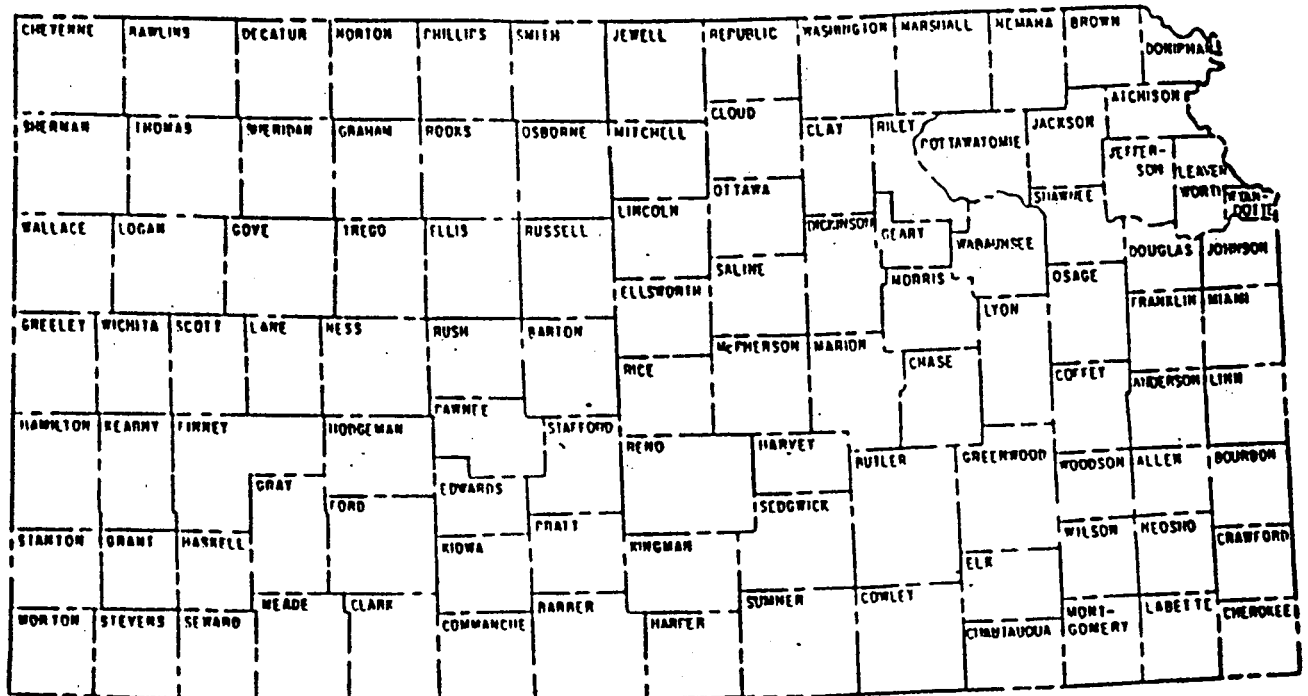 CHEYENNE RAWLINS DECATUR NORTON PHILLIPS SMITH JEWELL REPUBLIC WASHINGTON MARSHALL NEMAHA BROWN
DONIPHAN
ATCHISON
CLOUD
SHERMAN THOMAS SHERIDAN GRAHAM ROOKS OSBORNE MITCHELL CLAY RILEY JACKSON
POTTAWATOMIE
JEFFER-
SON
LEAVEN
WORTH
OTTAWA
SHAWNEE
WYAN-
DOTTE
LINCOLN
WALLACE LOGAN GOVE TREGO ELLIS RUSSELL DICKINSON GEARY
WABAUNSEE
DOUGLAS JOHNSON
SALINE
MORRIS OSAGE
ELLSWORTH
FRANKLIN MIAMI
LYON
GREELEY WICHITA SCOTT LANE NESS RUSH BARTON
McPHERSON MARION
CHASE
RICE
COFFEY ANDERSON LINN
PAWNEE
HAMILTON KEARNY FINNEY HODGEMAN STAFFORD
RENO HARVEY
BUTLER GREENWOOD
WOODSON ALLEN BOURBON
GRAY EDWARDS
FORD
SEDGWICK
PRATT
STANTON GRANT HASKELL KIOWA KINGMAN
WILSON NEOSHO CRAWFORD
ELK
MEADE CLARK BARBER SUMNER COWLEY
MORTON STEVENS SEWARD COMMANCHE HARPER
CHAUTAUQUA
MONT-
GOMERY
LABETTE CHEROKEE